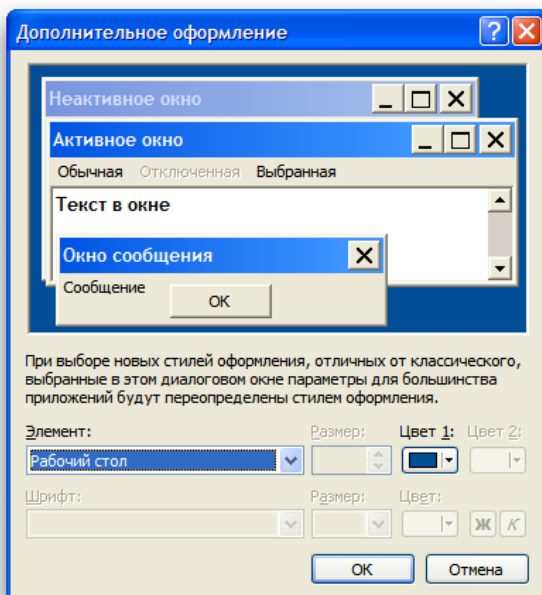 Дополнительное оформление
Неактивное окно
Активное окно
Обычная Отключенная Выбранная
Текст в окне
Окно сообщения
Сообщение
OK
При выборе новых стилей оформления, отличных от классического,
выбранные в этом диалоговом окне параметры для большинства
приложений будут переопределены стилем оформления.
Элемент: Размер: Цвет 1: Цвет 2:
Рабочий стол
Шрифт: Размер: Цвет:
Ж К
ОК Отмена